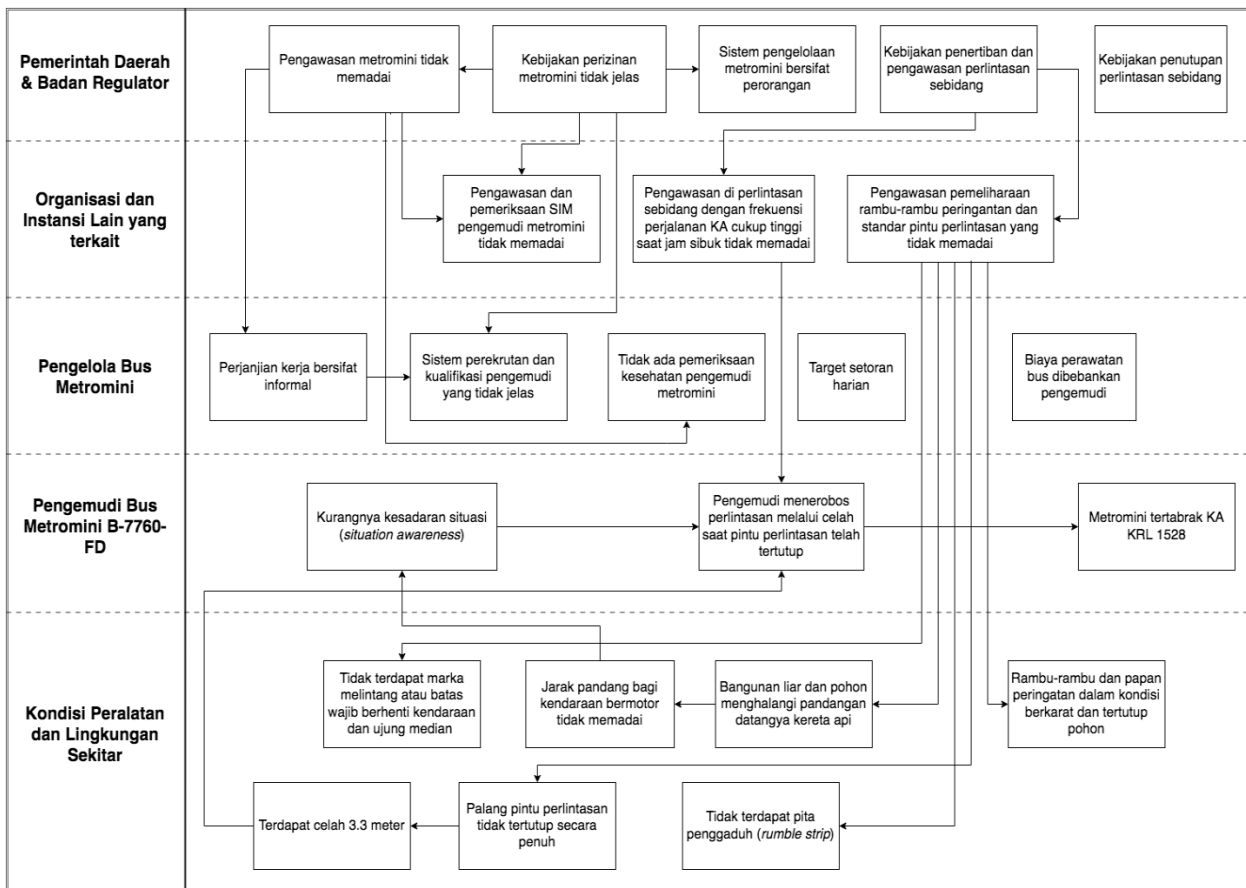 Pemerintah Daerah
& Badan Regulator
Pengawasan metromini tidak
memadai
Kebijakan perizinan
metromini tidak jelas
Sistem pengelolaan
metromini bersifat
perorangan
Kebijakan penertiban dan
pengawasan perlintasan
sebidang
Kebijakan penutupan
perlintasan sebidang
Organisasi dan
Instansi Lain yang
terkait
Pengawasan dan
pemeriksaan SIM
pengemudi metromini
tidak memadai
Pengawasan di perlintasan
sebidang dengan frekuensi
perjalanan KA cukup tinggi
saat jam sibuk tidak memadai
Pengawasan pemeliharaan
rambu-rambu peringantan dan
standar pintu perlintasan yang
tidak memadai
Pengelola Bus
Metromini
Perjanjian kerja bersifat
informal
Sistem perekrutan dan
kualifikasi pengemudi
yang tidak jelas
Tidak ada pemeriksaan
kesehatan pengemudi
metromini
Target setoran
harian
Biaya perawatan
bus dibebankan
pengemudi
Pengemudi Bus
Metromini B-7760-
FD
Kurangnya kesadaran situasi
(situation awareness)
Pengemudi menerobos
perlintasan melalui celah
saat pintu perlintasan telah
tertutup
Metromini tertabrak KA
KRL 1528
Kondisi Peralatan
dan Lingkungan
Sekitar
Tidak terdapat marka
melintang atau batas
wajib berhenti kendaraan
dan ujung median
Jarak pandang bagi
kendaraan bermotor
tidak memadai
Bangunan liar dan pohon
menghalangi pandangan
datangya kereta api
Rambu-rambu dan papan
peringatan dalam kondisi
berkarat dan tertutup
pohon
Terdapat celah 3.3 meter
Palang pintu perlintasan
tidak tertutup secara
penuh
Tidak terdapat pita
penggaduh (rumble strip)